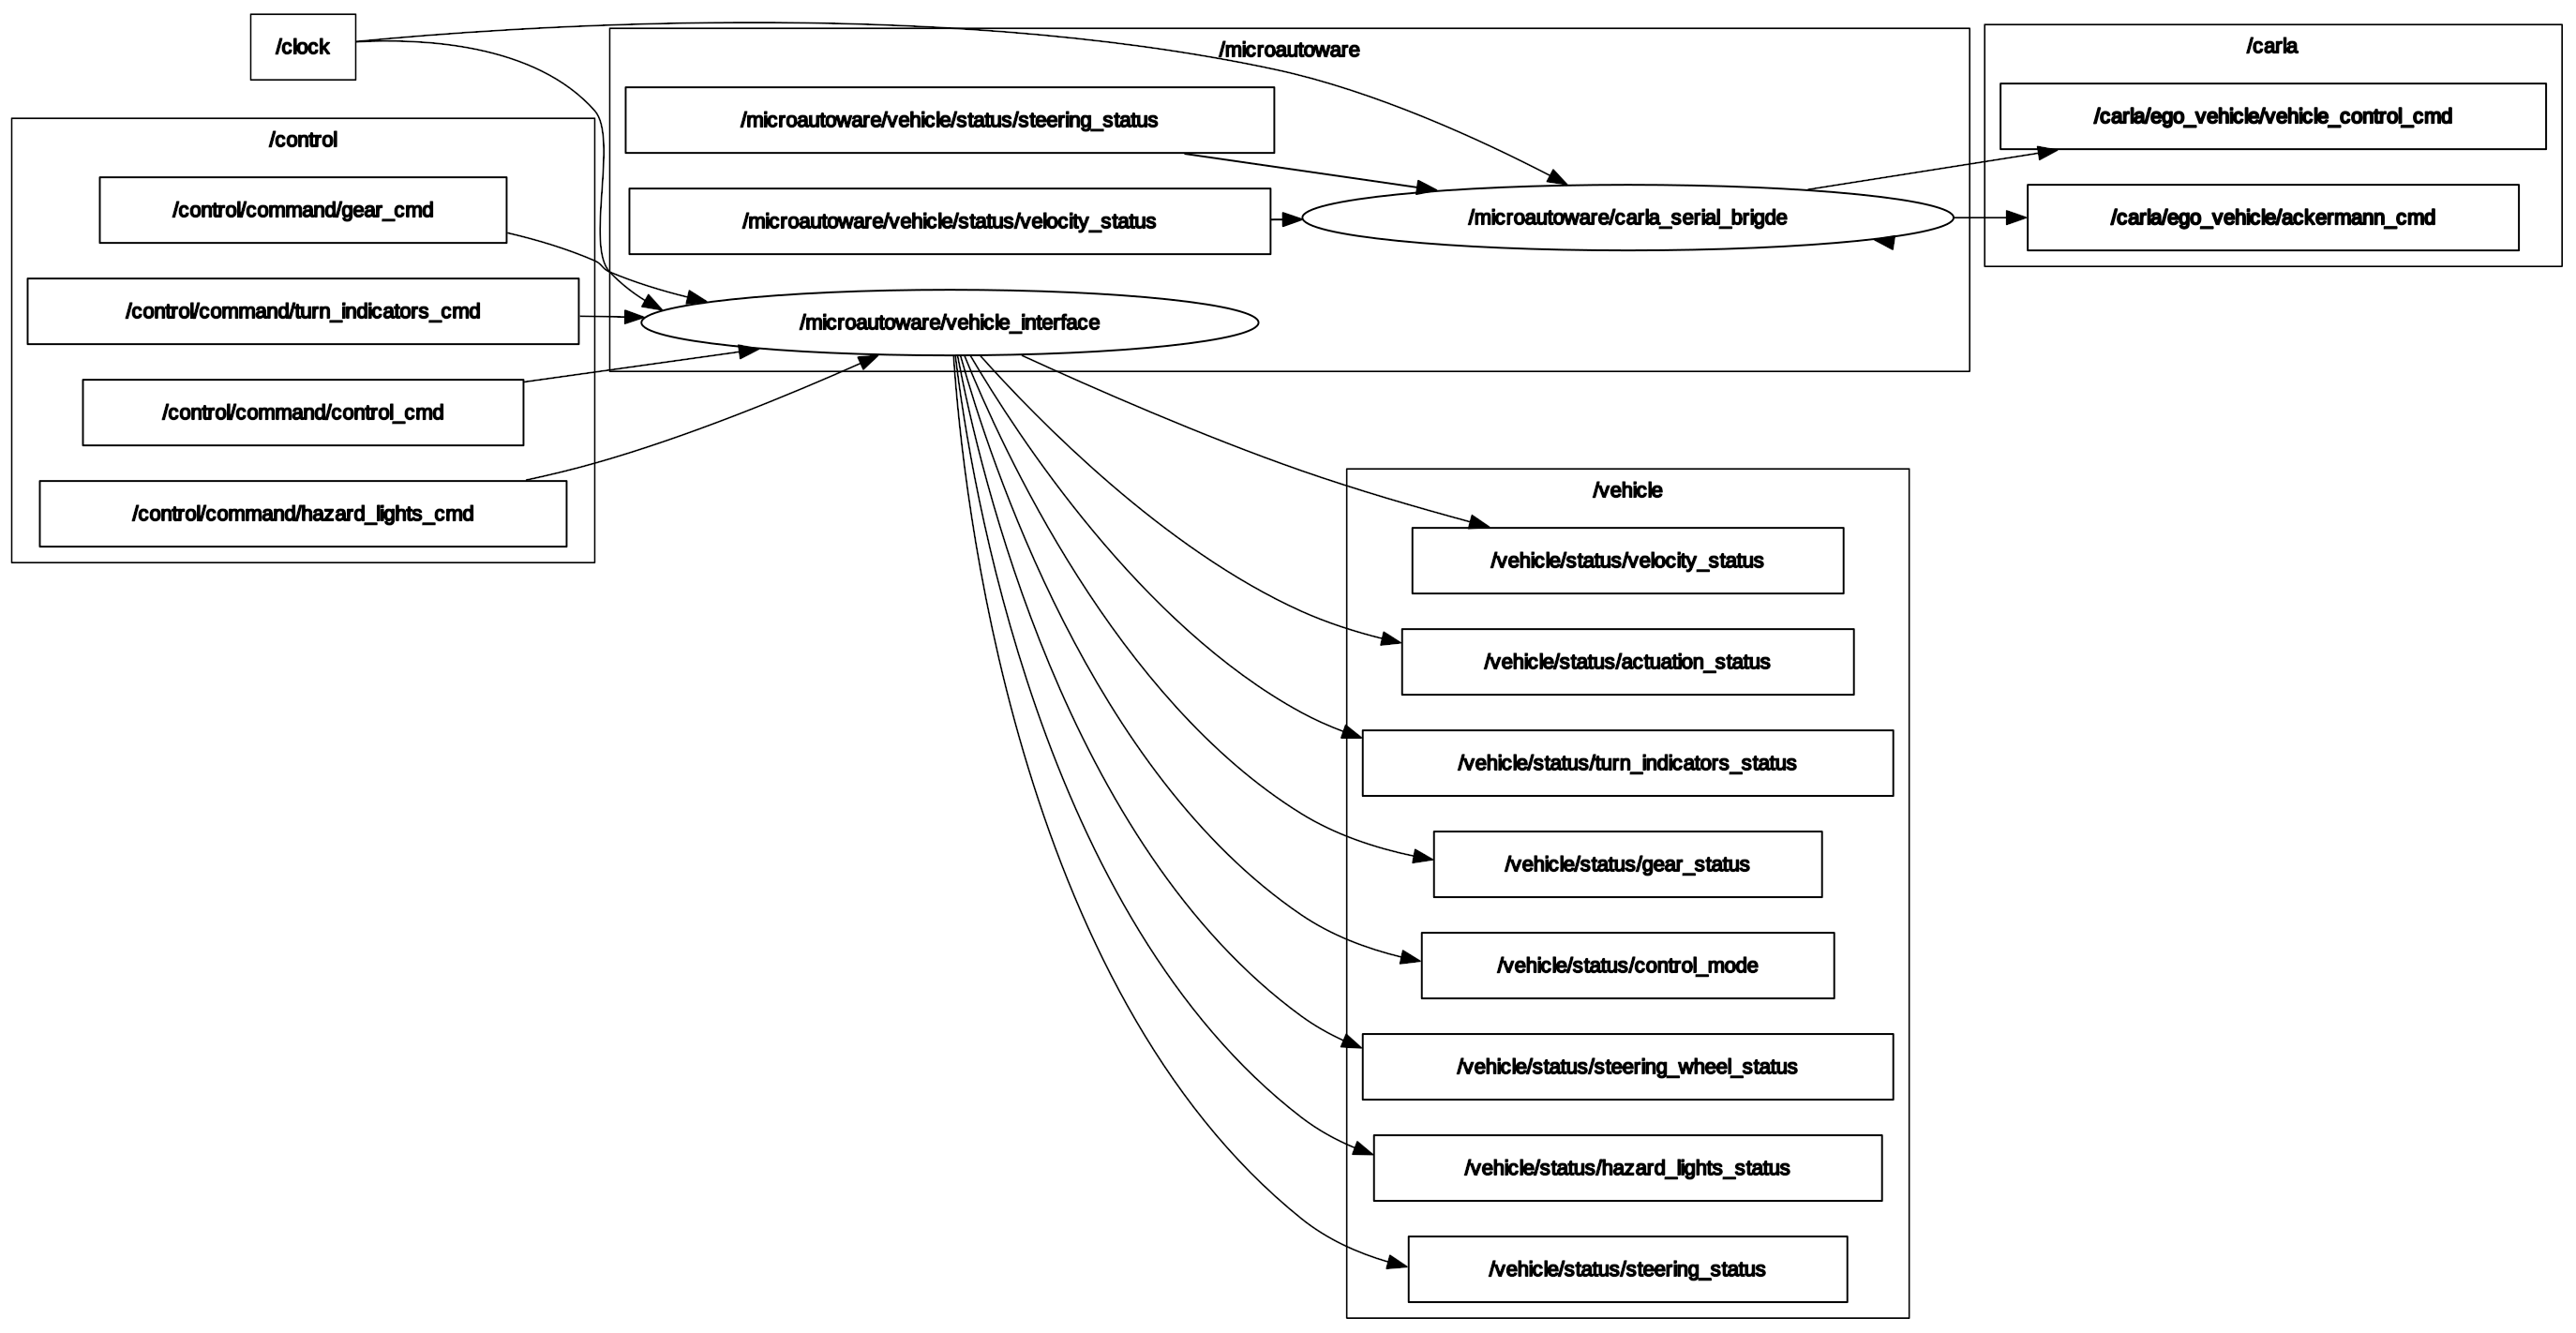 /clock
/control
/control/command/gear_cmd
/control/command/turn_indicators_cmd
/control/command/control_cmd
/control/command/hazard_lights_cmd
/microautoware
/microautoware/vehicle/status/steering_status
/microautoware/vehicle/status/velocity_status
/microautoware/carla_serial_brigde
/microautoware/vehicle_interface
/carla
/carla/ego_vehicle/vehicle_control_cmd
/carla/ego_vehicle/ackermann_cmd
/vehicle
/vehicle/status/velocity_status
/vehicle/status/actuation_status
/vehicle/status/turn_indicators_status
/vehicle/status/gear_status
/vehicle/status/control_mode
/vehicle/status/steering_wheel_status
/vehicle/status/hazard_lights_status
/vehicle/status/steering_status